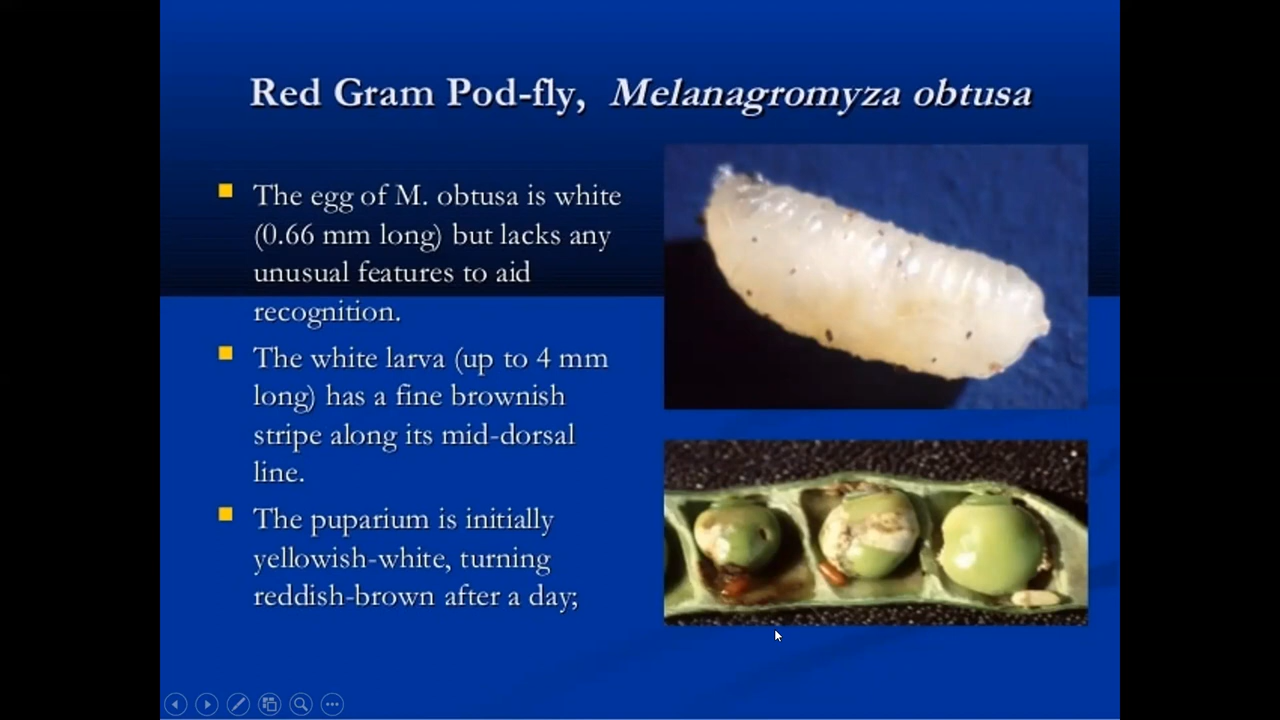 Red Gram Pod-fly, Melanagromyza obtusa
The egg of M. obtusa is white
(0.66 mm long) but lacks any
unusual features to aid
recognition.
The white larva (up to 4 mm
long) has a fine brownish
stripe along its mid-dorsal
line.
The puparium is initially
yellowish-white, turning
reddish-brown after a day;